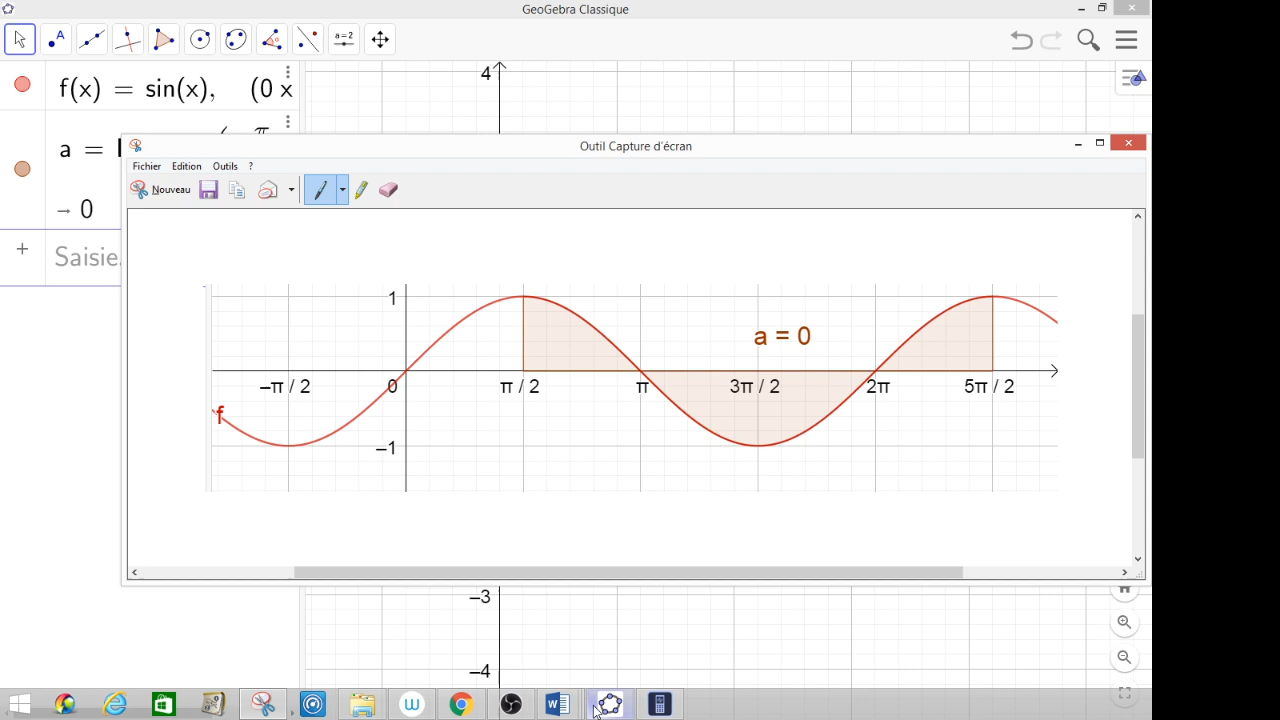 GeoGebra Classique
a=2
f(x) = sin(x), (0 x
4
a =
→ 0
Saisie
Outil Capture d'écran
Fichier Edition Outils ?
Nouveau
1
a = 0
−π / 2 0 π / 2 π 3π / 2 2π 5π / 2
f
−1
−3
−4